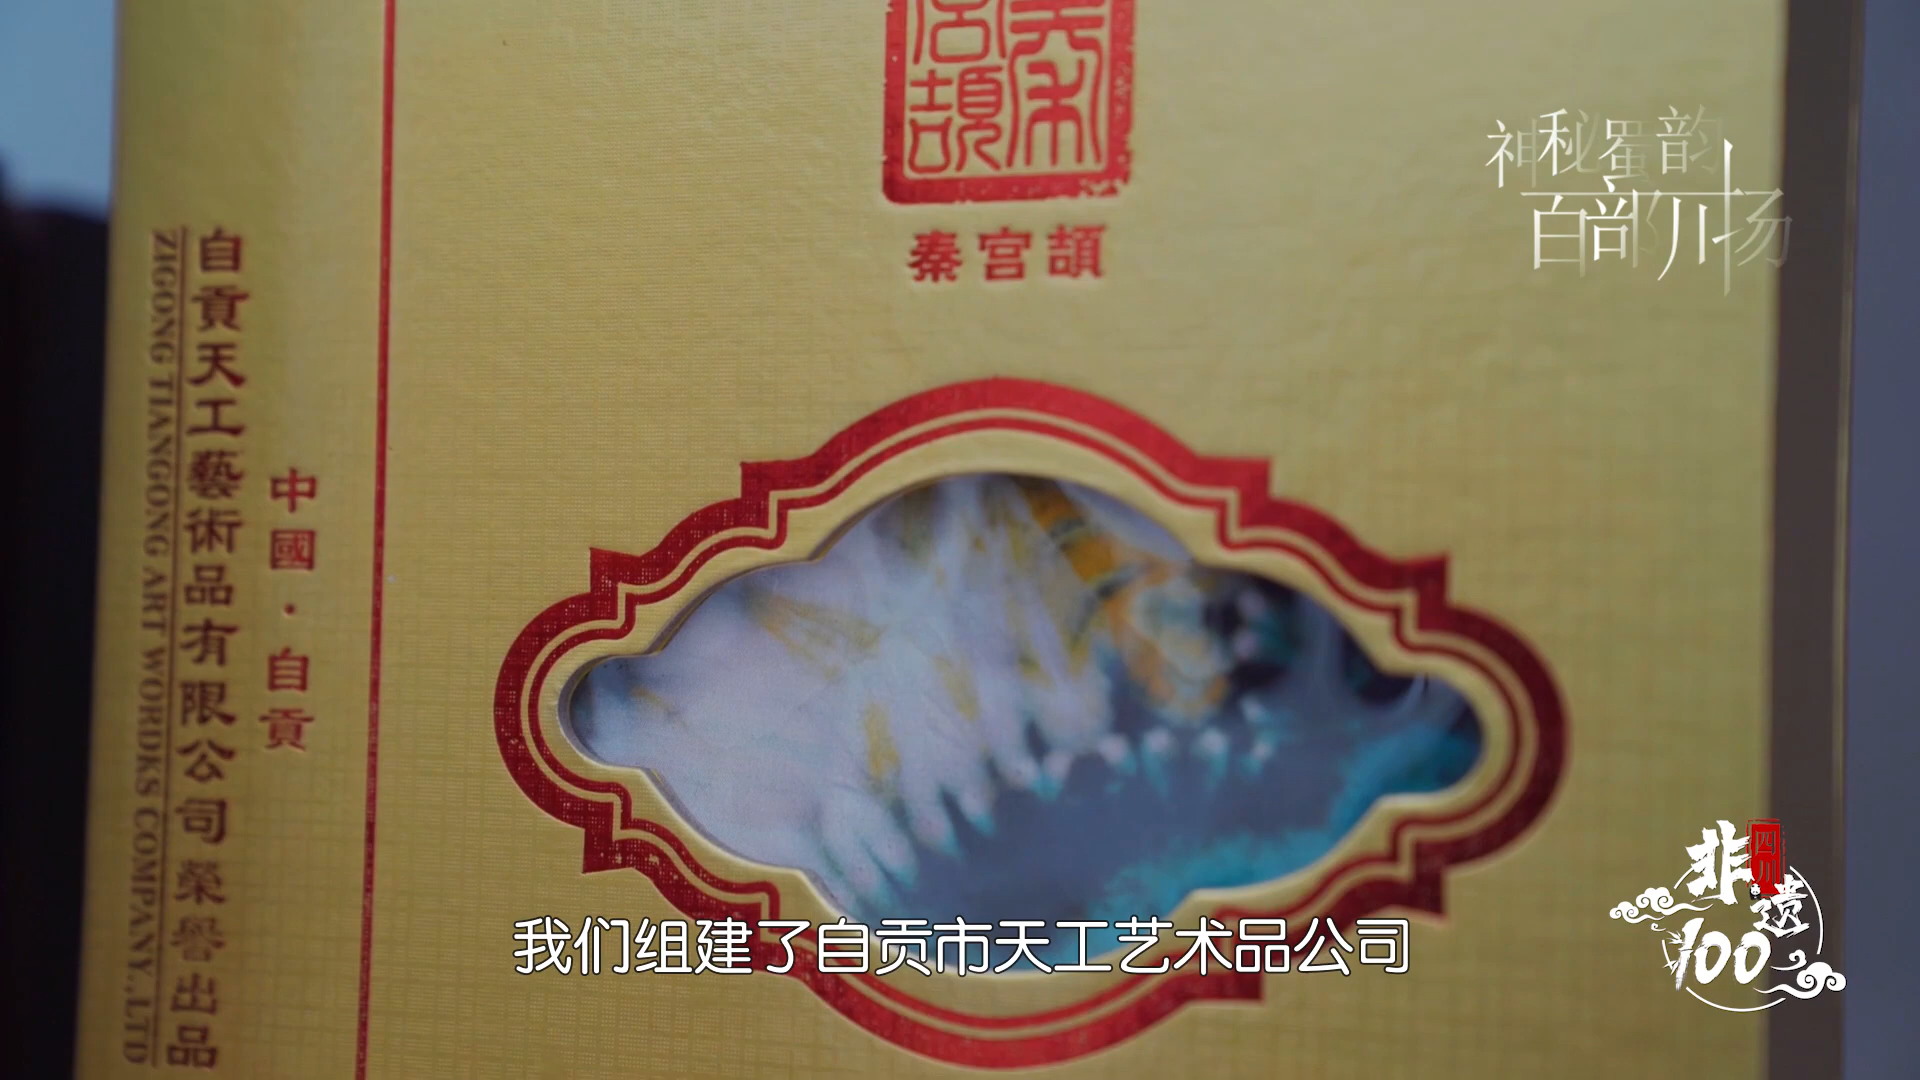 宫秦
頡
秦宫頡
神秘蜀韵
百部川扬
自貢天工藝術品有限公司榮譽出品
ZIGONG TIANGONG ART WORDKS COMPANY.,LTD
中國·自貢
四川
非遗
100
我们组建了自贡市天工艺术品公司